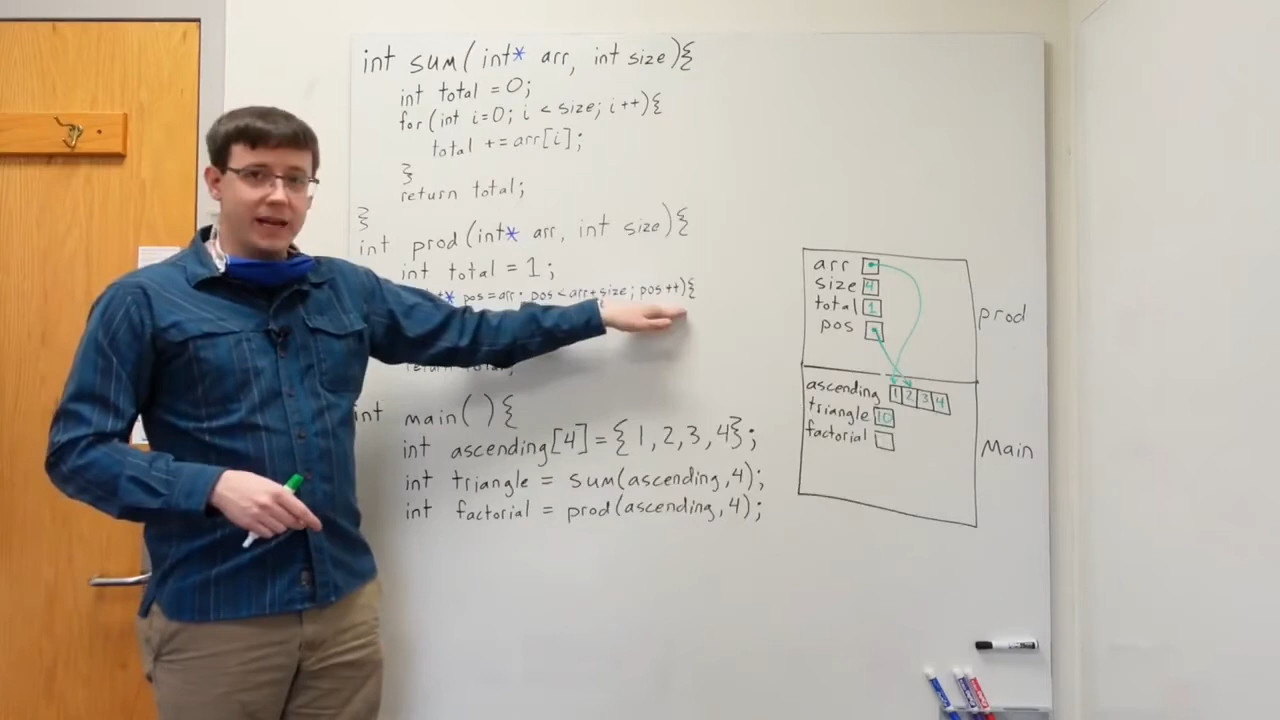 int sum(int* arr, int size){
int total = 0;
for(int i=0; i < size; i++){
total += arr[i];
}
return total;
}
int prod(int* arr, int size){
int total = 1;
* pos=arr; pos<arr+size; pos++){
return total;
int main(){
int ascending[4]={1,2,3,4};
int triangle = sum(ascending,4);
int factorial = prod(ascending,4);
arr
size 4
total 1
pos
prod
ascending 1 2 3 4
triangle 10
factorial
Main